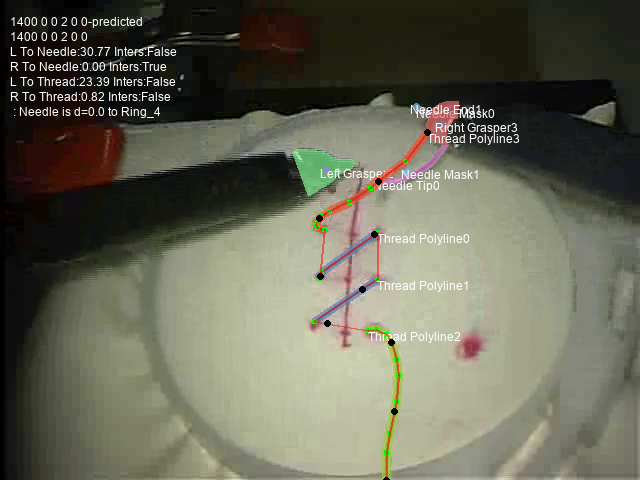 1400 0 0 2 0 0-predicted
1400 0 0 2 0 0
L To Needle:30.77 Inters:False
R To Needle:0.00 Inters:True
L To Thread:23.39 Inters:False
R To Thread:0.82 Inters:False
: Needle is d=0.0 to Ring_4
Needle End1
Mask0
Right Grasper3
Thread Polyline3
Left Grasper
Needle Mask1
Needle Tip0
Thread Polyline0
Thread Polyline1
Thread Polyline2